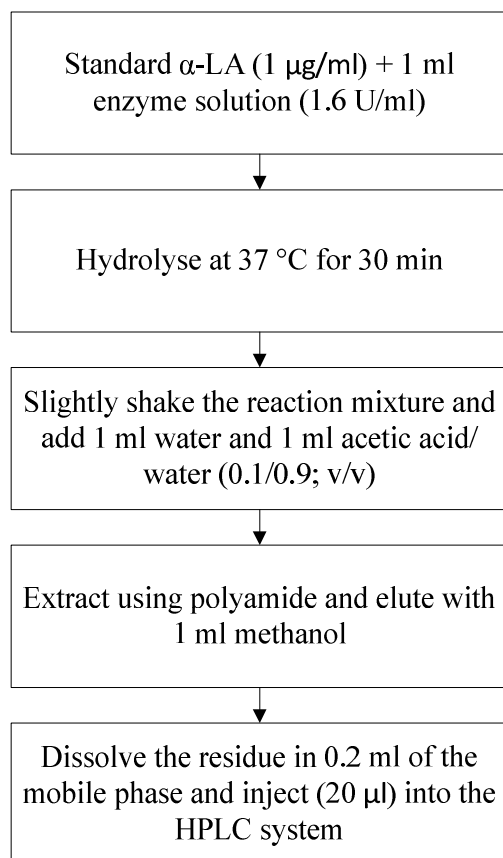 Standard α-LA (1 μg/ml) + 1 ml
enzyme solution (1.6 U/ml)
Hydrolyse at 37 °C for 30 min
Slightly shake the reaction mixture and
add 1 ml water and 1 ml acetic acid/
water (0.1/0.9; v/v)
Extract using polyamide and elute with
1 ml methanol
Dissolve the residue in 0.2 ml of the
mobile phase and inject (20 μl) into the
HPLC system